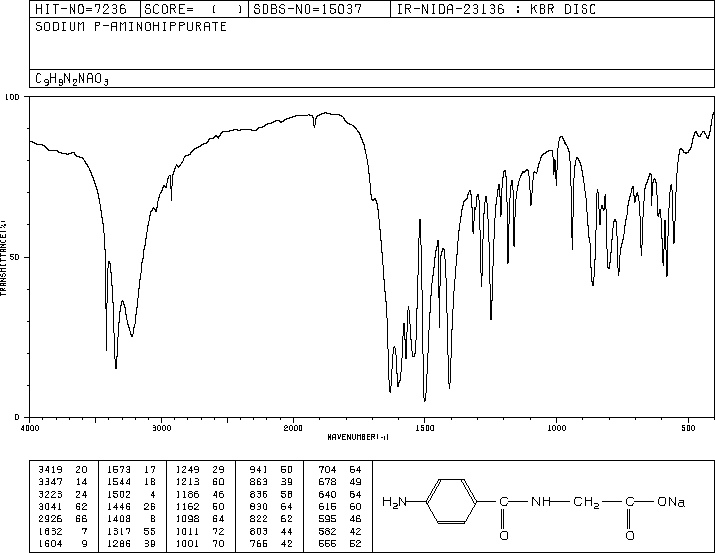 HIT-NO=7236 SCORE= ( ) SDBS-NO=15037 IR-NIDA-23136 : KBR DISC
SODIUM P-AMINOHIPPURATE
C9H9N2NAO3
100
50
0
TRANSMITTANCE(%)
4000 3000 2000 1500 1000 500
WAVENUMBER(-1)
3419 20 1573 17 1249 29 941 50 704 64
3347 14 1544 18 1213 60 863 39 678 49
3223 24 1502 4 1186 46 836 58 640 64
3041 62 1446 26 1162 50 830 64 616 60
2926 66 1408 8 1098 64 822 62 595 46
1632 7 1317 55 1011 72 803 44 582 42
1604 9 1286 39 1001 70 766 42 555 52
H2N C NH CH2 C ONa
O O